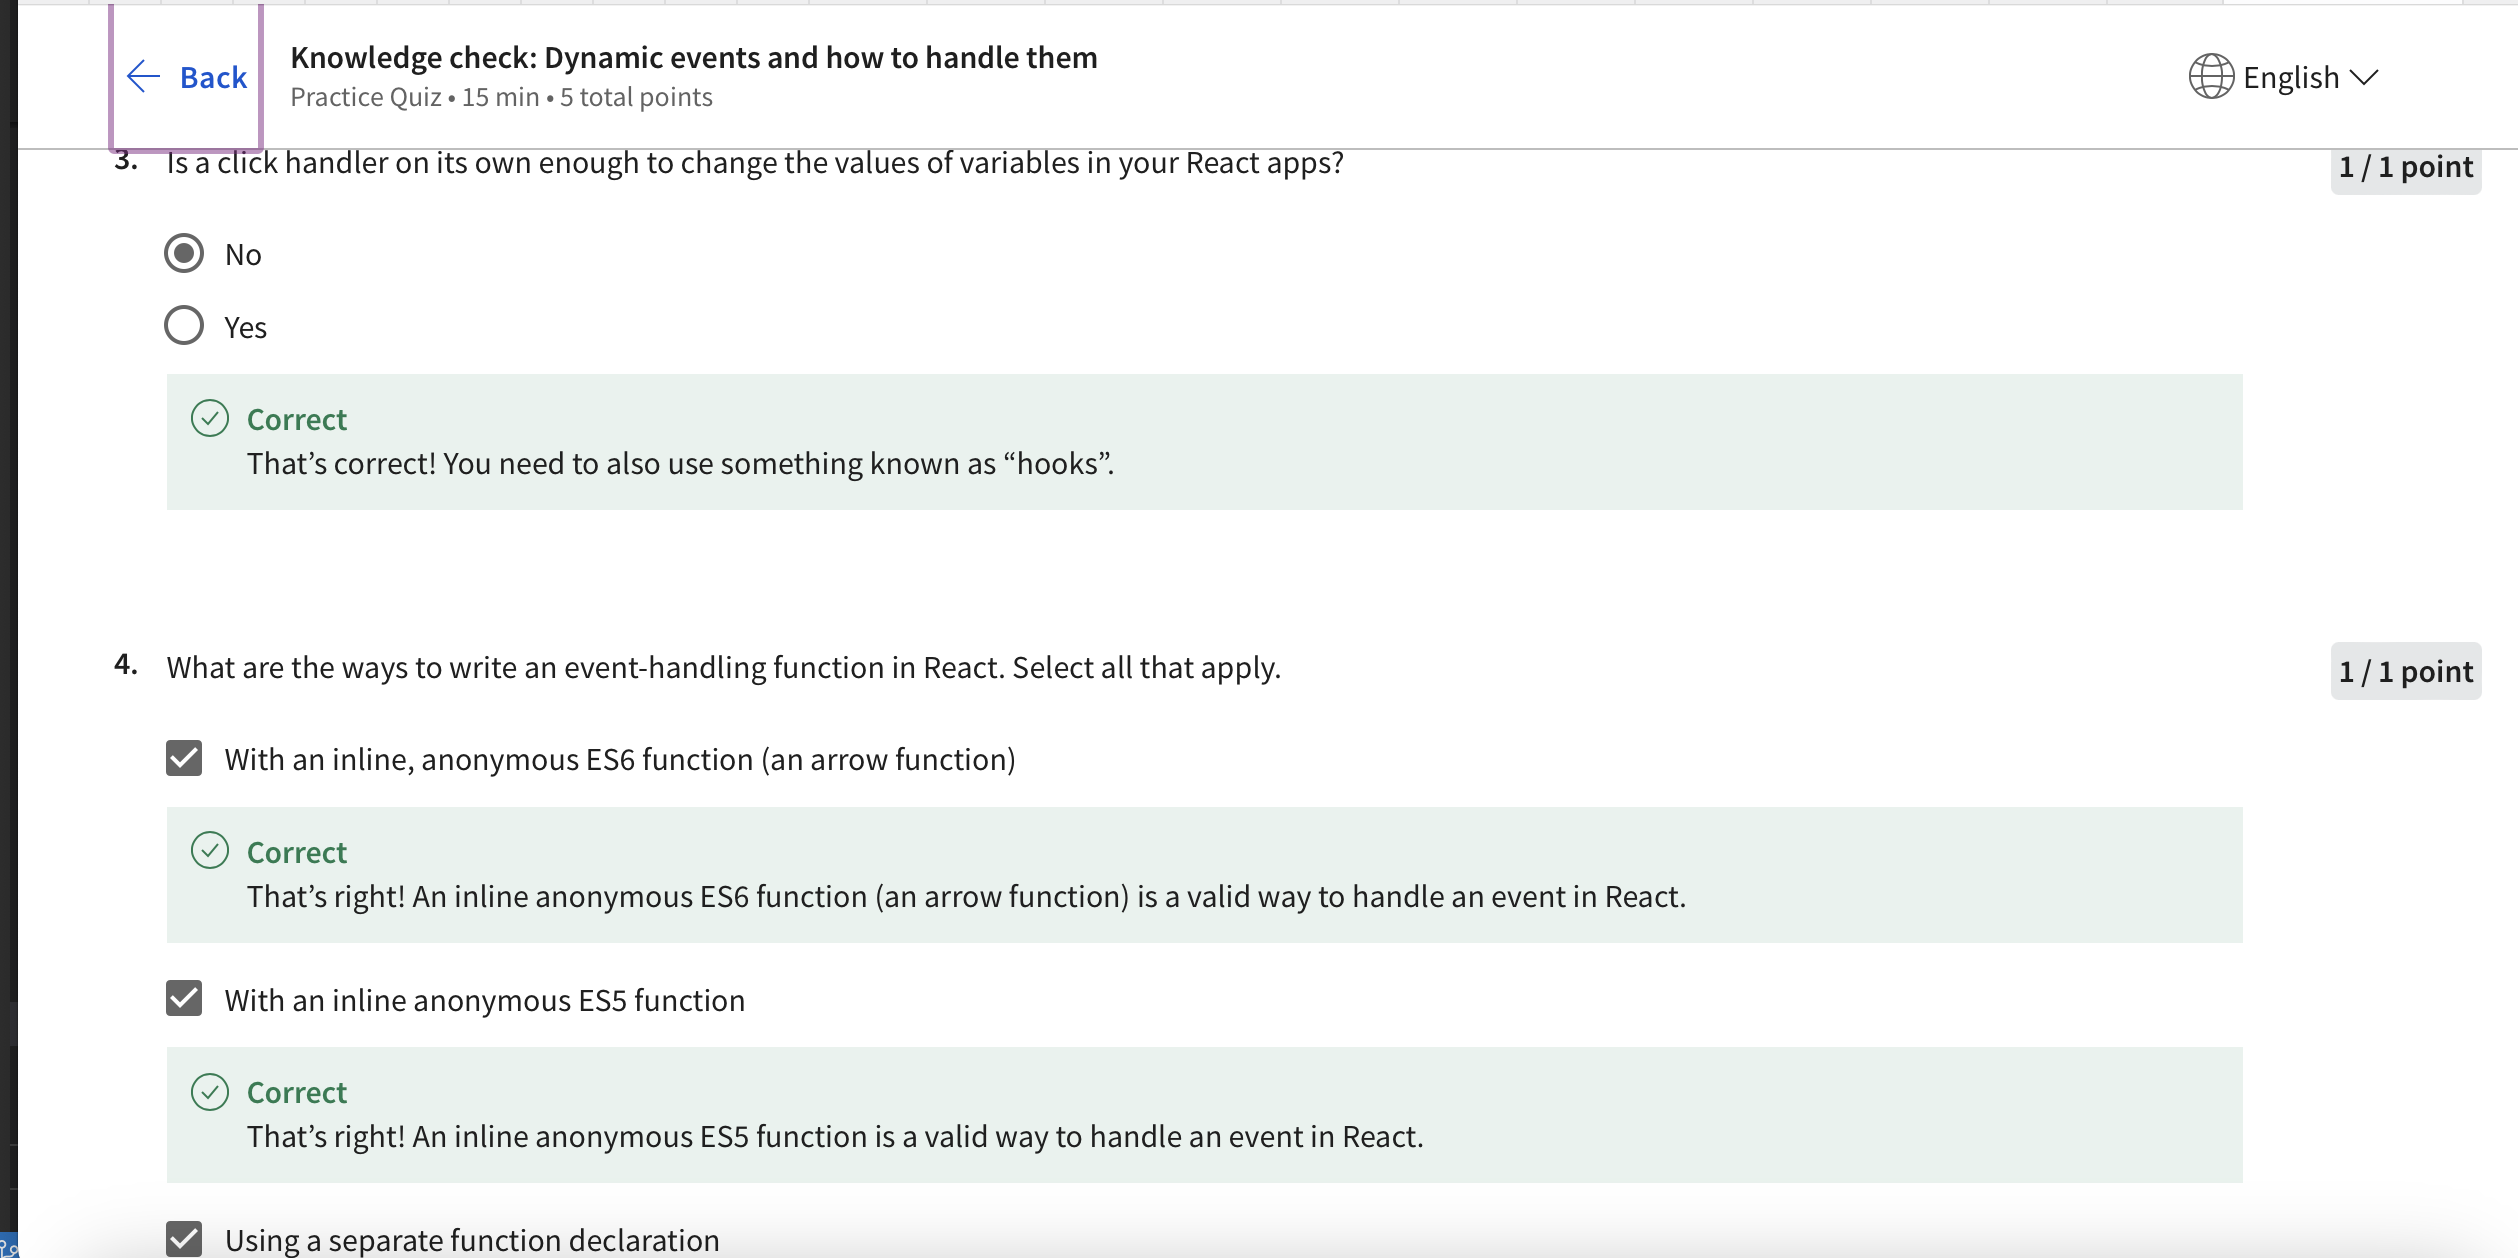 Back
Knowledge check: Dynamic events and how to handle them
Practice Quiz • 15 min • 5 total points
English
3. Is a click handler on its own enough to change the values of variables in your React apps?
1 / 1 point
No
Yes
Correct
That’s correct! You need to also use something known as “hooks”.
4. What are the ways to write an event-handling function in React. Select all that apply.
1 / 1 point
With an inline, anonymous ES6 function (an arrow function)
Correct
That’s right! An inline anonymous ES6 function (an arrow function) is a valid way to handle an event in React.
With an inline anonymous ES5 function
Correct
That’s right! An inline anonymous ES5 function is a valid way to handle an event in React.
Using a separate function declaration